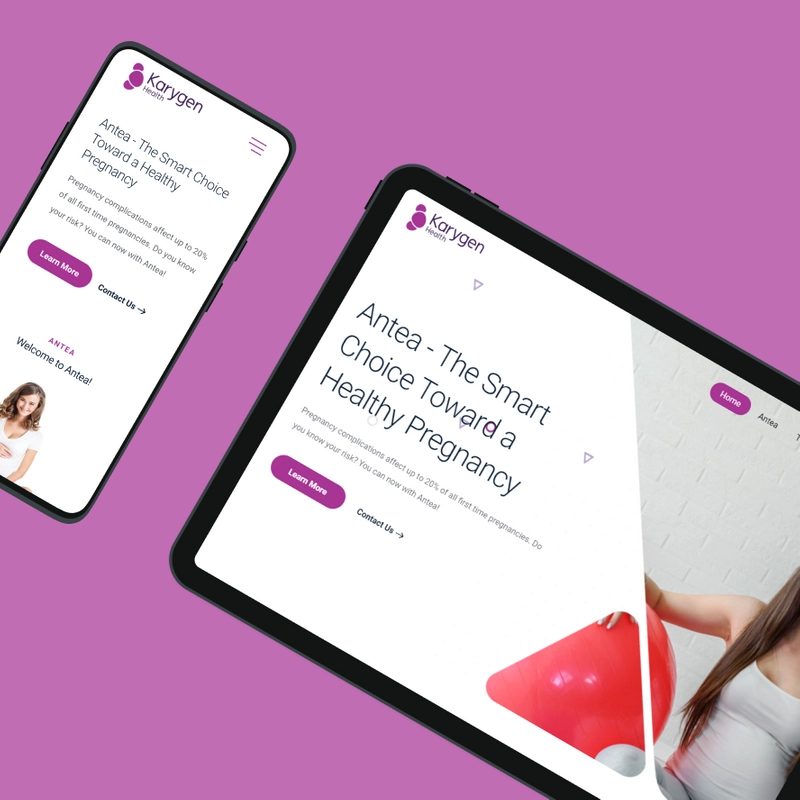 Karygen
Health
Antea - The Smart Choice
Toward a Healthy
Pregnancy
Pregnancy complications affect up to 20%
of all first time pregnancies. Do you know
your risk? You can now with Antea!
Learn More
Contact Us →
ANTEA
Welcome to Antea!
Karygen
Health
Home
Antea
T
Antea - The Smart
Choice Toward a
Healthy Pregnancy
Pregnancy complications affect up to 20% of all first time pregnancies. Do
you know your risk? You can now with Antea!
Learn More
Contact Us →